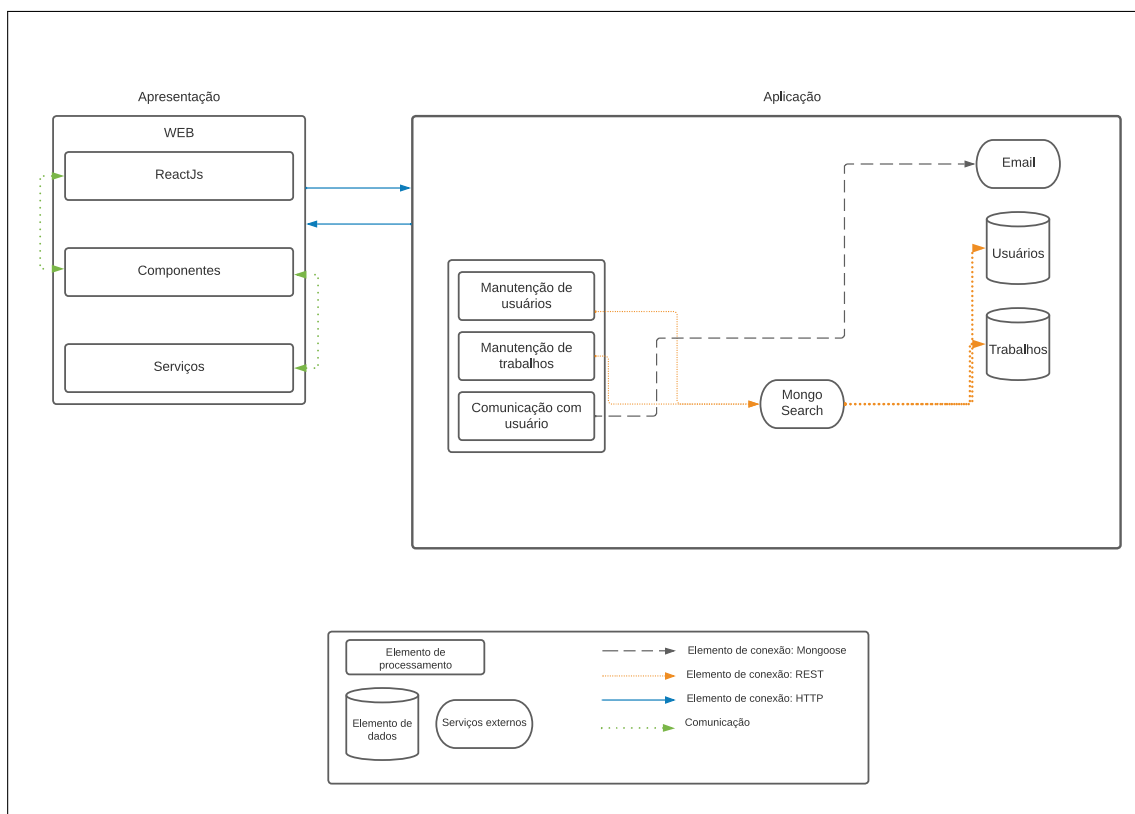 Apresentação
WEB
ReactJs
Componentes
Serviços
Aplicação
Manutenção de
usuários
Manutenção de
trabalhos
Comunicação com
usuário
Mongo
Search
Email
Usuários
Trabalhos
Elemento de
processamento
Elemento de
dados
Serviços externos
Elemento de conexão: Mongoose
Elemento de conexão: REST
Elemento de conexão: HTTP
Comunicação